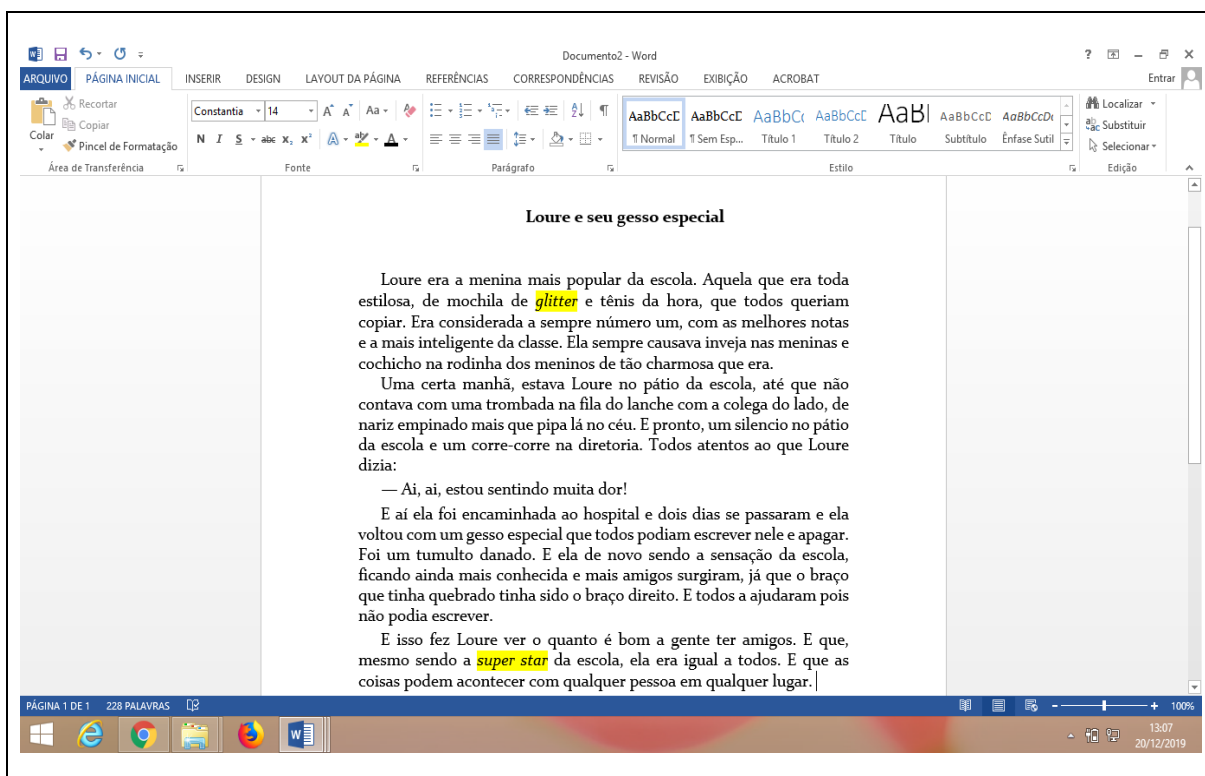 Documento2 - Word
?
ARQUIVO PÁGINA INICIAL INSERIR DESIGN LAYOUT DA PÁGINA REFERÊNCIAS CORRESPONDÊNCIAS REVISÃO EXIBIÇÃO ACROBAT Entrar
Colar
Recortar
Copiar
Pincel de Formatação
Área de Transferência
Constantia 14 A A Aa
N I S abc X₂ X² A aby A
Fonte
Parágrafo
AaBbCcD AaBbCcD AaBbCc AaBbCcD AaBl AaBbCcD AaBbCcDc
¶ Normal ¶ Sem Esp... Título 1 Título 2 Título Subtítulo Ênfase Sutil
Estilo
Localizar
Substituir
Selecionar
Edição
Loure e seu gesso especial
Loure era a menina mais popular da escola. Aquela que era toda
estilosa, de mochila de glitter e tênis da hora, que todos queriam
copiar. Era considerada a sempre número um, com as melhores notas
e a mais inteligente da classe. Ela sempre causava inveja nas meninas e
cochicho na rodinha dos meninos de tão charmosa que era.
Uma certa manhã, estava Loure no pátio da escola, até que não
contava com uma trombada na fila do lanche com a colega do lado, de
nariz empinado mais que pipa lá no céu. E pronto, um silencio no pátio
da escola e um corre-corre na diretoria. Todos atentos ao que Loure
dizia:
— Ai, ai, estou sentindo muita dor!
E aí ela foi encaminhada ao hospital e dois dias se passaram e ela
voltou com um gesso especial que todos podiam escrever nele e apagar.
Foi um tumulto danado. E ela de novo sendo a sensação da escola,
ficando ainda mais conhecida e mais amigos surgiram, já que o braço
que tinha quebrado tinha sido o braço direito. E todos a ajudaram pois
não podia escrever.
E isso fez Loure ver o quanto é bom a gente ter amigos. E que,
mesmo sendo a super star da escola, ela era igual a todos. E que as
coisas podem acontecer com qualquer pessoa em qualquer lugar.
PÁGINA 1 DE 1 228 PALAVRAS 100%
13:07
20/12/2019